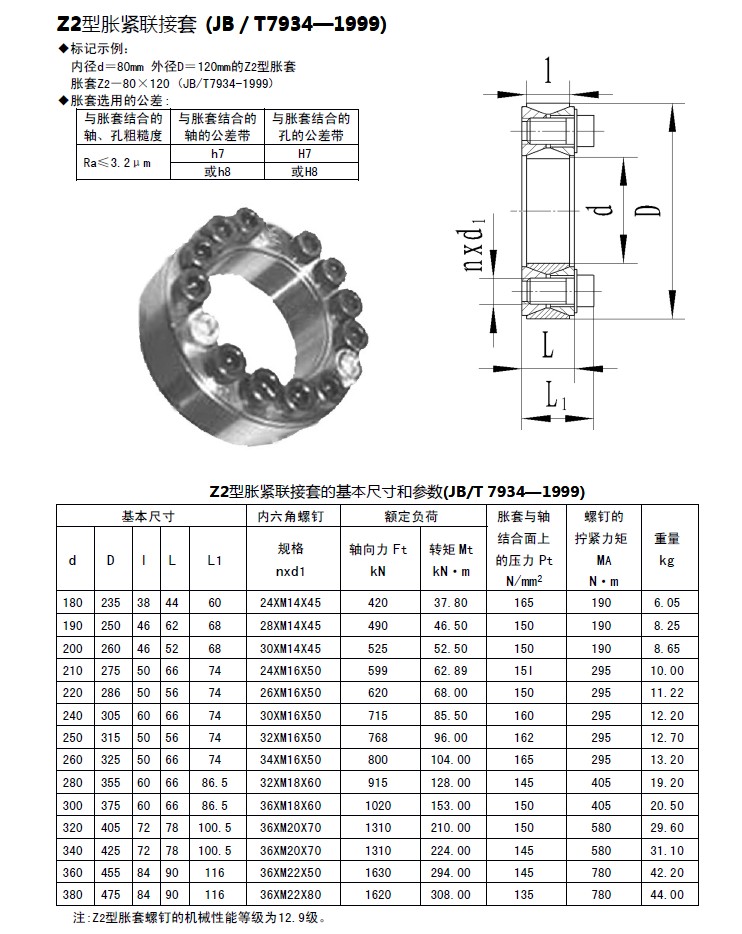 Z2型胀紧联接套 (JB / T7934—1999)
◆标记示例:
内径d=80mm 外径D=120mm的Z2型胀套
胀套Z2-80×120 (JB/T7934-1999)
◆胀套选用的公差:
与胀套结合的轴、孔粗糙度 与胀套结合的轴的公差带 与胀套结合的孔的公差带
Ra≤3.2μm h7 H7
或h8 或H8
l
d
D
nxd1
L
L1
Z2型胀紧联接套的基本尺寸和参数(JB/T 7934—1999)
基本尺寸 内六角螺钉 额定负荷 胀套与轴结合面上的压力 Pt N/mm² 螺钉的拧紧力矩 MA N·m 重量 kg
d D l L L1 规格 nxd1 轴向力 Ft kN 转矩 Mt kN·m
180 235 38 44 60 24XM14X45 420 37.80 165 190 6.05
190 250 46 62 68 28XM14X45 490 46.50 150 190 8.25
200 260 46 52 68 30XM14X45 525 52.50 150 190 8.65
210 275 50 66 74 24XM16X50 599 62.89 15l 295 10.00
220 286 50 56 74 26XM16X50 620 68.00 150 295 11.22
240 305 60 66 74 30XM16X50 715 85.50 160 295 12.20
250 315 50 56 74 32XM16X50 768 96.00 162 295 12.70
260 325 50 66 74 34XM16X50 800 104.00 165 295 13.20
280 355 60 66 86.5 32XM18X60 915 128.00 145 405 19.20
300 375 60 66 86.5 36XM18X60 1020 153.00 150 405 20.50
320 405 72 78 100.5 36XM20X70 1310 210.00 150 580 29.60
340 425 72 78 100.5 36XM20X70 1310 224.00 145 580 31.10
360 455 84 90 116 36XM22X50 1630 294.00 145 780 42.20
380 475 84 90 116 36XM22X80 1620 308.00 135 780 44.00
注:Z2型胀套螺钉的机械性能等级为12.9级。